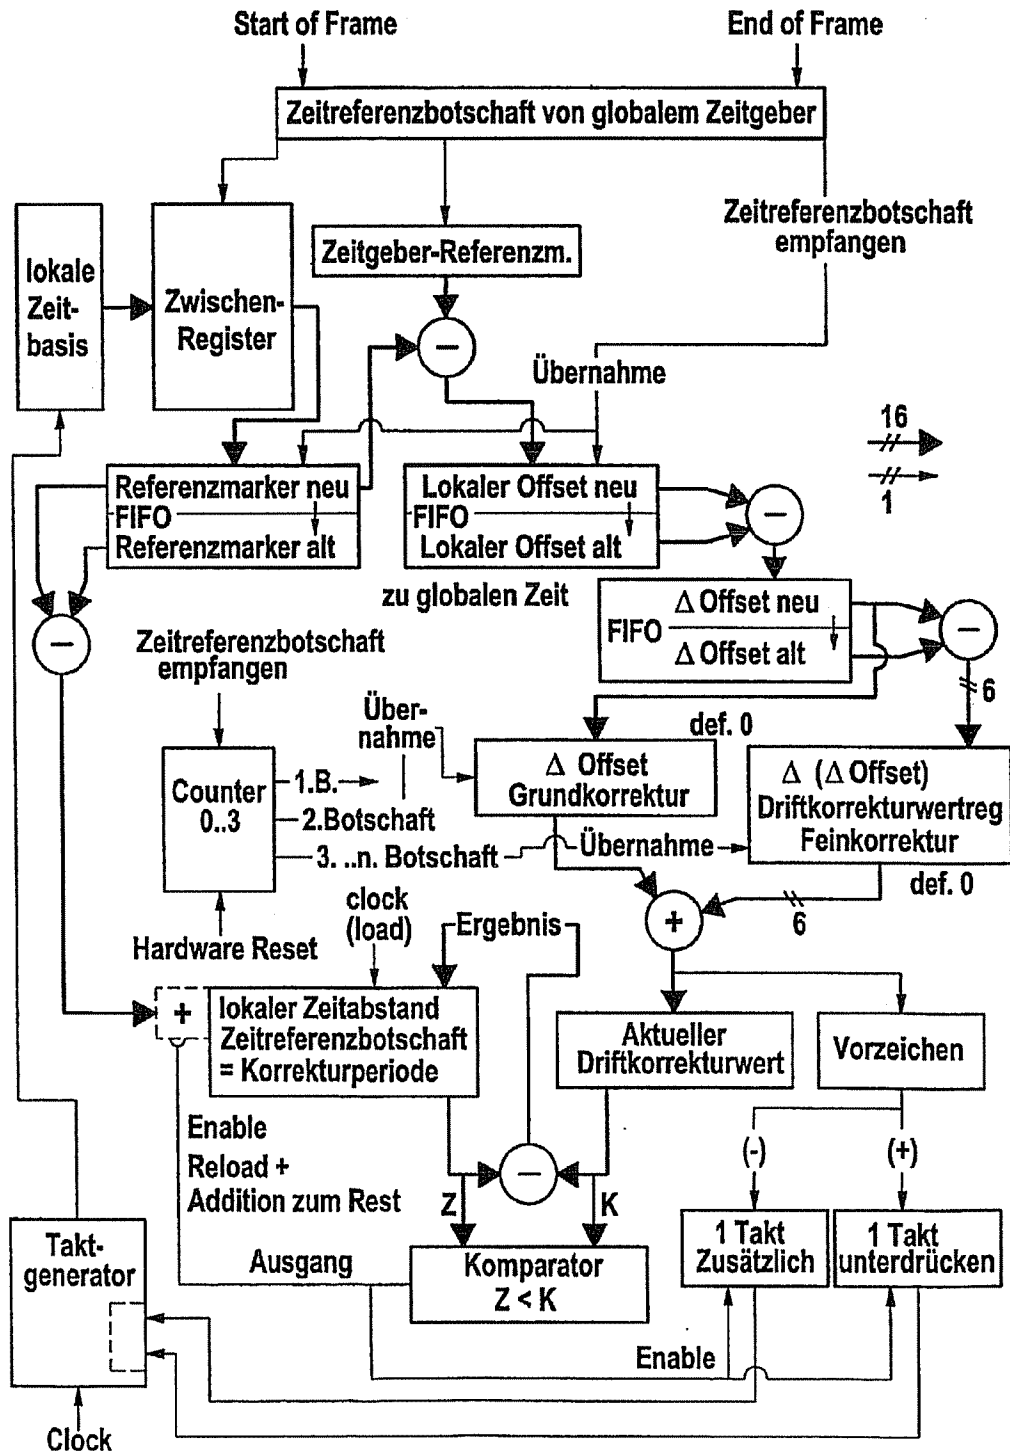 Start of Frame
End of Frame
Zeitreferenzbotschaft von globalem Zeitgeber
Zeitreferenzbotschaft
empfangen
lokale
Zeit-
basis
Zwischen-
Register
Zeitgeber-Referenzm.
−
Übernahme
16
1
Referenzmarker neu
FIFO
Referenzmarker alt
Lokaler Offset neu
FIFO
Lokaler Offset alt
−
zu globalen Zeit
Δ Offset neu
FIFO
Δ Offset alt
−
−
6
Zeitreferenzbotschaft
empfangen
Über-
nahme
def. 0
Counter
0..3
1.B.
2.Botschaft
3. ..n. Botschaft
Δ Offset
Grundkorrektur
Δ (Δ Offset)
Driftkorrekturwertreg
Feinkorrektur
Übernahme
def. 0
Hardware Reset
clock
(load)
Ergebnis
+
6
+
lokaler Zeitabstand
Zeitreferenzbotschaft
= Korrekturperiode
Aktueller
Driftkorrekturwert
Vorzeichen
Enable
Reload +
Addition zum Rest
−
(-)
(+)
Z
K
Takt-
generator
Ausgang
Komparator
Z < K
1 Takt
Zusätzlich
1 Takt
unterdrücken
Enable
Clock